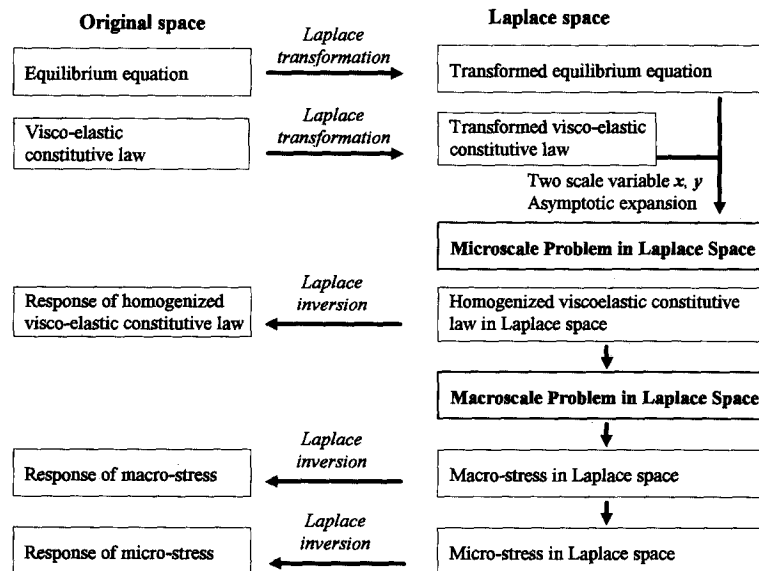 Original space
Laplace space
Laplace
transformation
Equilibrium equation
Transformed equilibrium equation
Laplace
transformation
Visco-elastic
constitutive law
Transformed visco-elastic
constitutive law
Two scale variable x, y
Asymptotic expansion
Microscale Problem in Laplace Space
Laplace
inversion
Response of homogenized
visco-elastic constitutive law
Homogenized viscoelastic constitutive
law in Laplace space
Macroscale Problem in Laplace Space
Laplace
inversion
Response of macro-stress
Macro-stress in Laplace space
Laplace
inversion
Response of micro-stress
Micro-stress in Laplace space